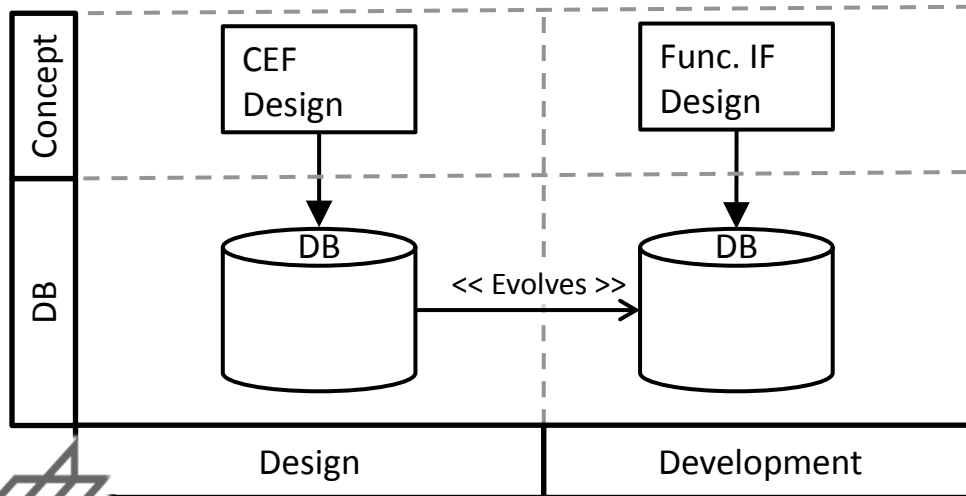 Concept
CEF
Design
Func. IF
Design
DB
DB
DB
<< Evolves >>
Design
Development